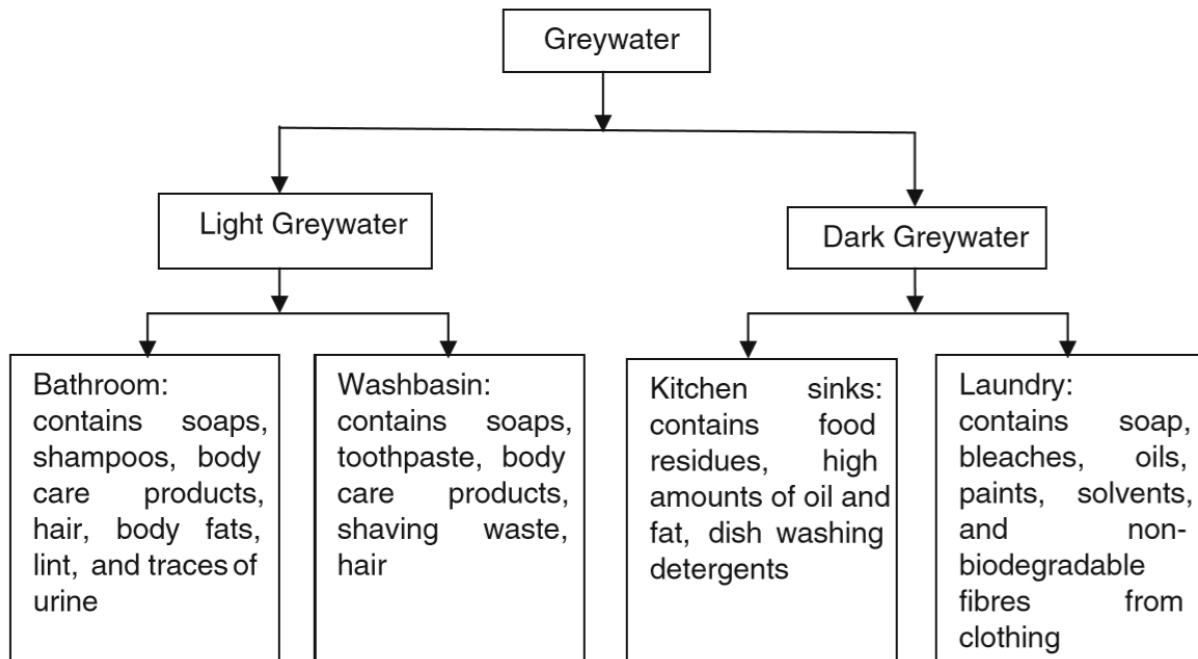 Greywater
Light Greywater
Dark Greywater
Bathroom:
contains soaps,
shampoos, body
care products,
hair, body fats,
lint, and traces of
urine
Washbasin:
contains soaps,
toothpaste, body
care products,
shaving waste,
hair
Kitchen sinks:
contains food
residues, high
amounts of oil and
fat, dish washing
detergents
Laundry:
contains soap,
bleaches, oils,
paints, solvents,
and non-
biodegradable
fibres from
clothing